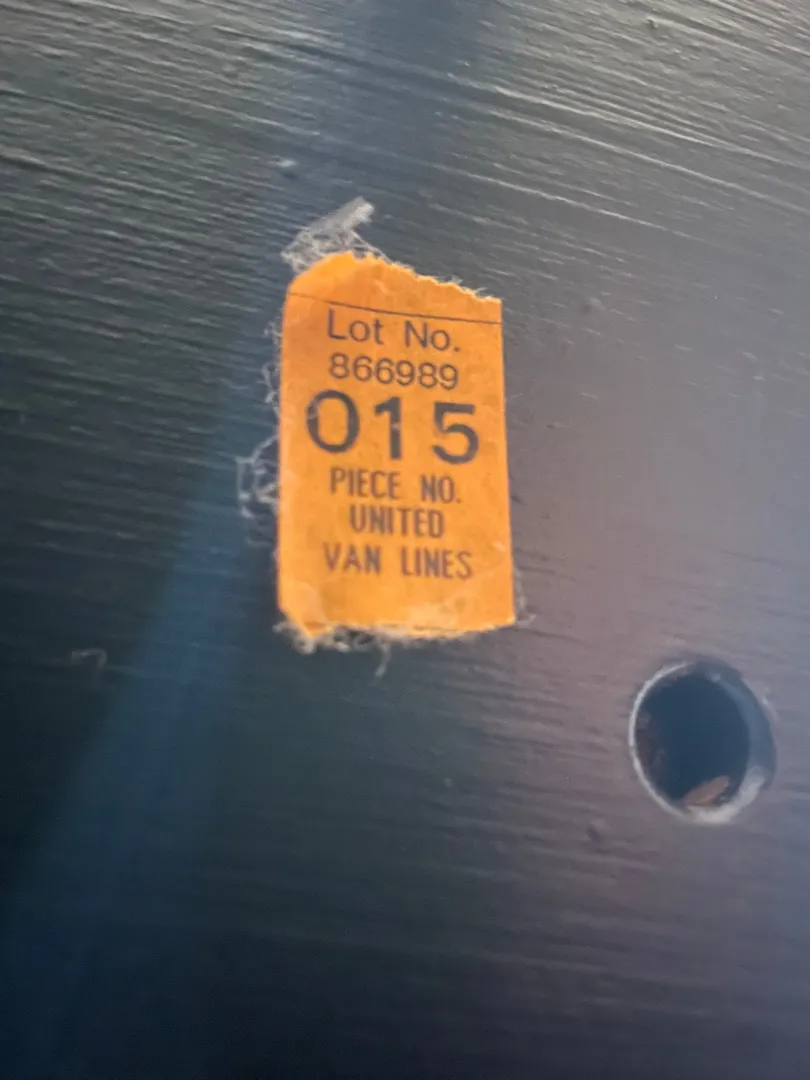 Lot No.
866989
015
PIECE NO.
UNITED
VAN LINES